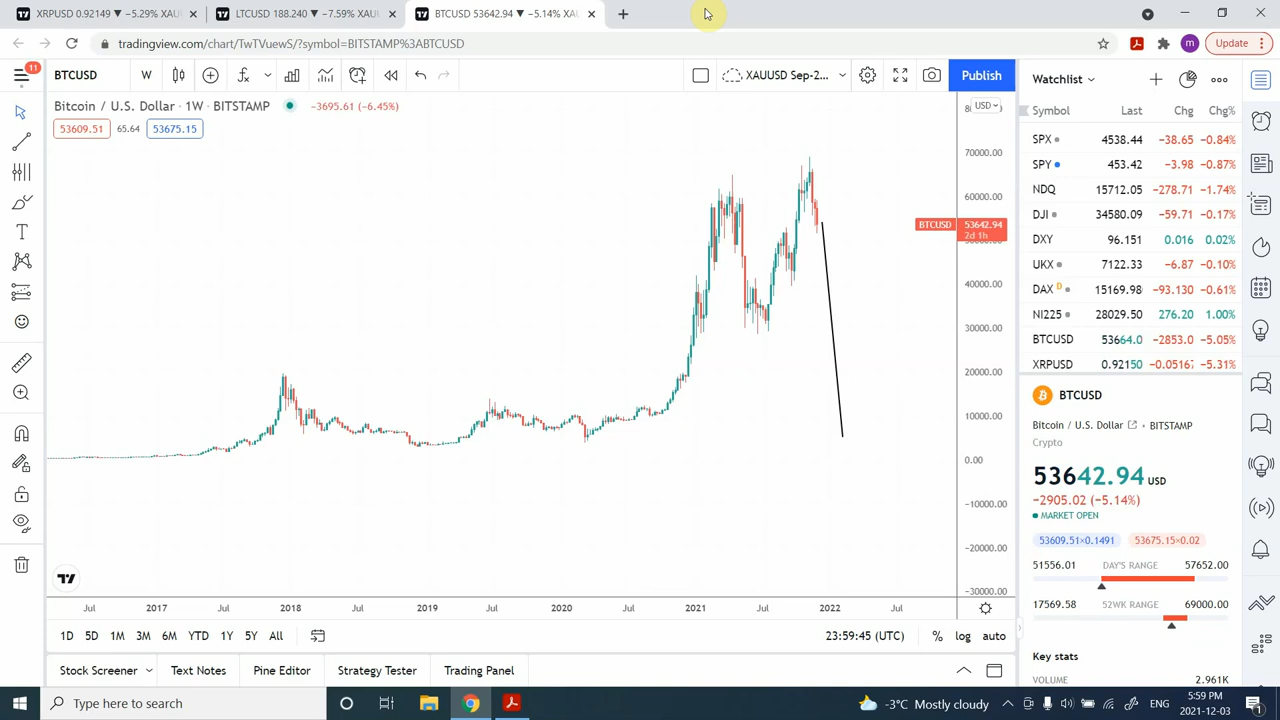 XRPUSD 0.92149 ▼ −5.29% XAUUS
LTCUSD 188.240 ▼ −7.59% XAUUS
BTCUSD 53642.94 ▼ −5.14% XAU
tradingview.com/chart/TwTVuewS/?symbol=BITSTAMP%3ABTCUSD
m
Update
11
BTCUSD
W
XAUUSD Sep-2...
Publish
Bitcoin / U.S. Dollar · 1W · BITSTAMP
−3695.61 (−6.45%)
53609.51
65.64
53675.15
USD
70000.00
60000.00
BTCUSD
53642.94
2d 1h
40000.00
30000.00
20000.00
10000.00
0.00
−10000.00
−20000.00
−30000.00
Jul
2017
Jul
2018
Jul
2019
Jul
2020
Jul
2021
Jul
2022
Jul
1D
5D
1M
3M
6M
YTD
1Y
5Y
All
23:59:45 (UTC)
%
log
auto
Stock Screener
Text Notes
Pine Editor
Strategy Tester
Trading Panel
Watchlist
Symbol Last Chg Chg%
SPX 4538.44 −38.65 −0.84%
SPY 453.42 −3.98 −0.87%
NDQ 15712.05 −278.71 −1.74%
DJI 34580.09 −59.71 −0.17%
DXY 96.151 0.016 0.02%
UKX 7122.33 −6.87 −0.10%
DAX D 15169.98 −93.130 −0.61%
NI225 28029.50 276.20 1.00%
BTCUSD 53664.0 −2853.0 −5.05%
XRPUSD 0.92150 −0.05167 −5.31%
BTCUSD
Bitcoin / U.S. Dollar · BITSTAMP
Crypto
53642.94 USD
−2905.02 (−5.14%)
MARKET OPEN
53609.51×0.1491
53675.15×0.02
51556.01 DAY'S RANGE 57652.00
17569.58 52WK RANGE 69000.00
Key stats
VOLUME 2.961K
Type here to search
-3°C Mostly cloudy
ENG
5:59 PM
2021-12-03
1